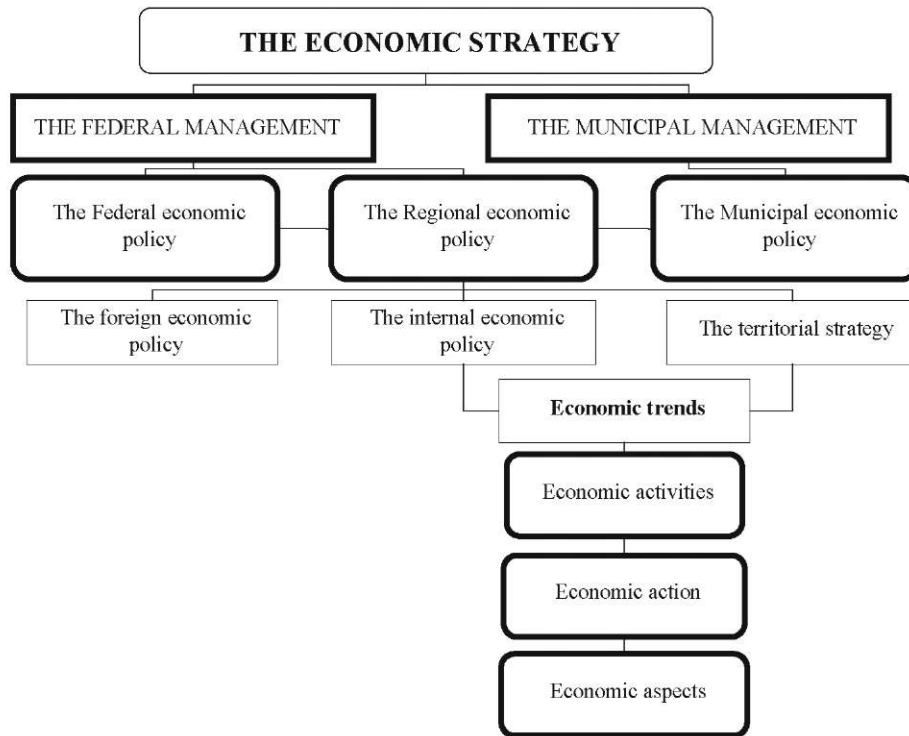 THE ECONOMIC STRATEGY
THE FEDERAL MANAGEMENT
THE MUNICIPAL MANAGEMENT
The Federal economic
policy
The Regional economic
policy
The Municipal economic
policy
The foreign economic
policy
The internal economic
policy
The territorial strategy
Economic trends
Economic activities
Economic action
Economic aspects